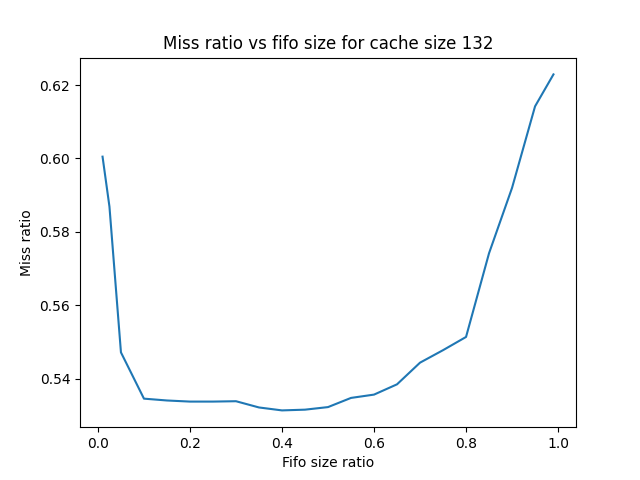 Miss ratio vs fifo size for cache size 132
0.62
0.60
0.58
0.56
0.54
Miss ratio
0.0 0.2 0.4 0.6 0.8 1.0
Fifo size ratio